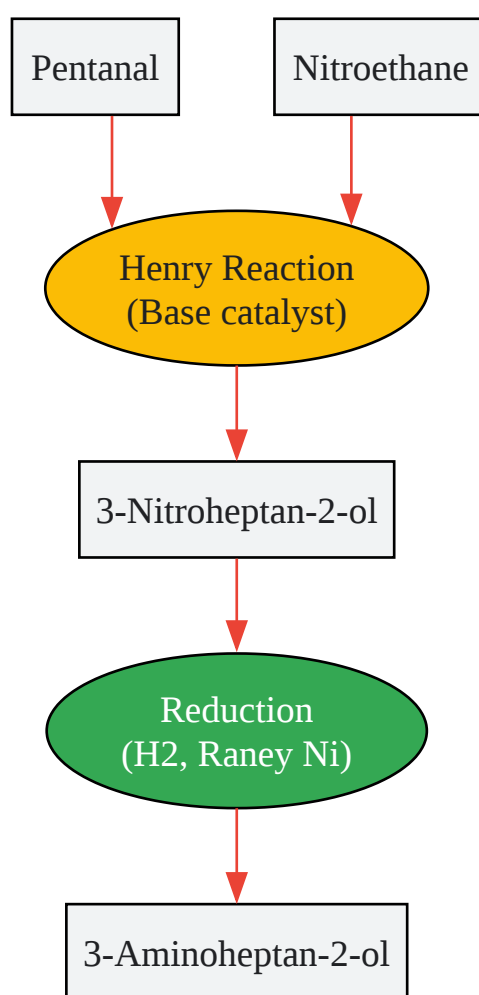 Pentanal
Nitroethane
Henry Reaction
(Base catalyst)
3-Nitroheptan-2-ol
Reduction
(H2, Raney Ni)
3-Aminoheptan-2-ol